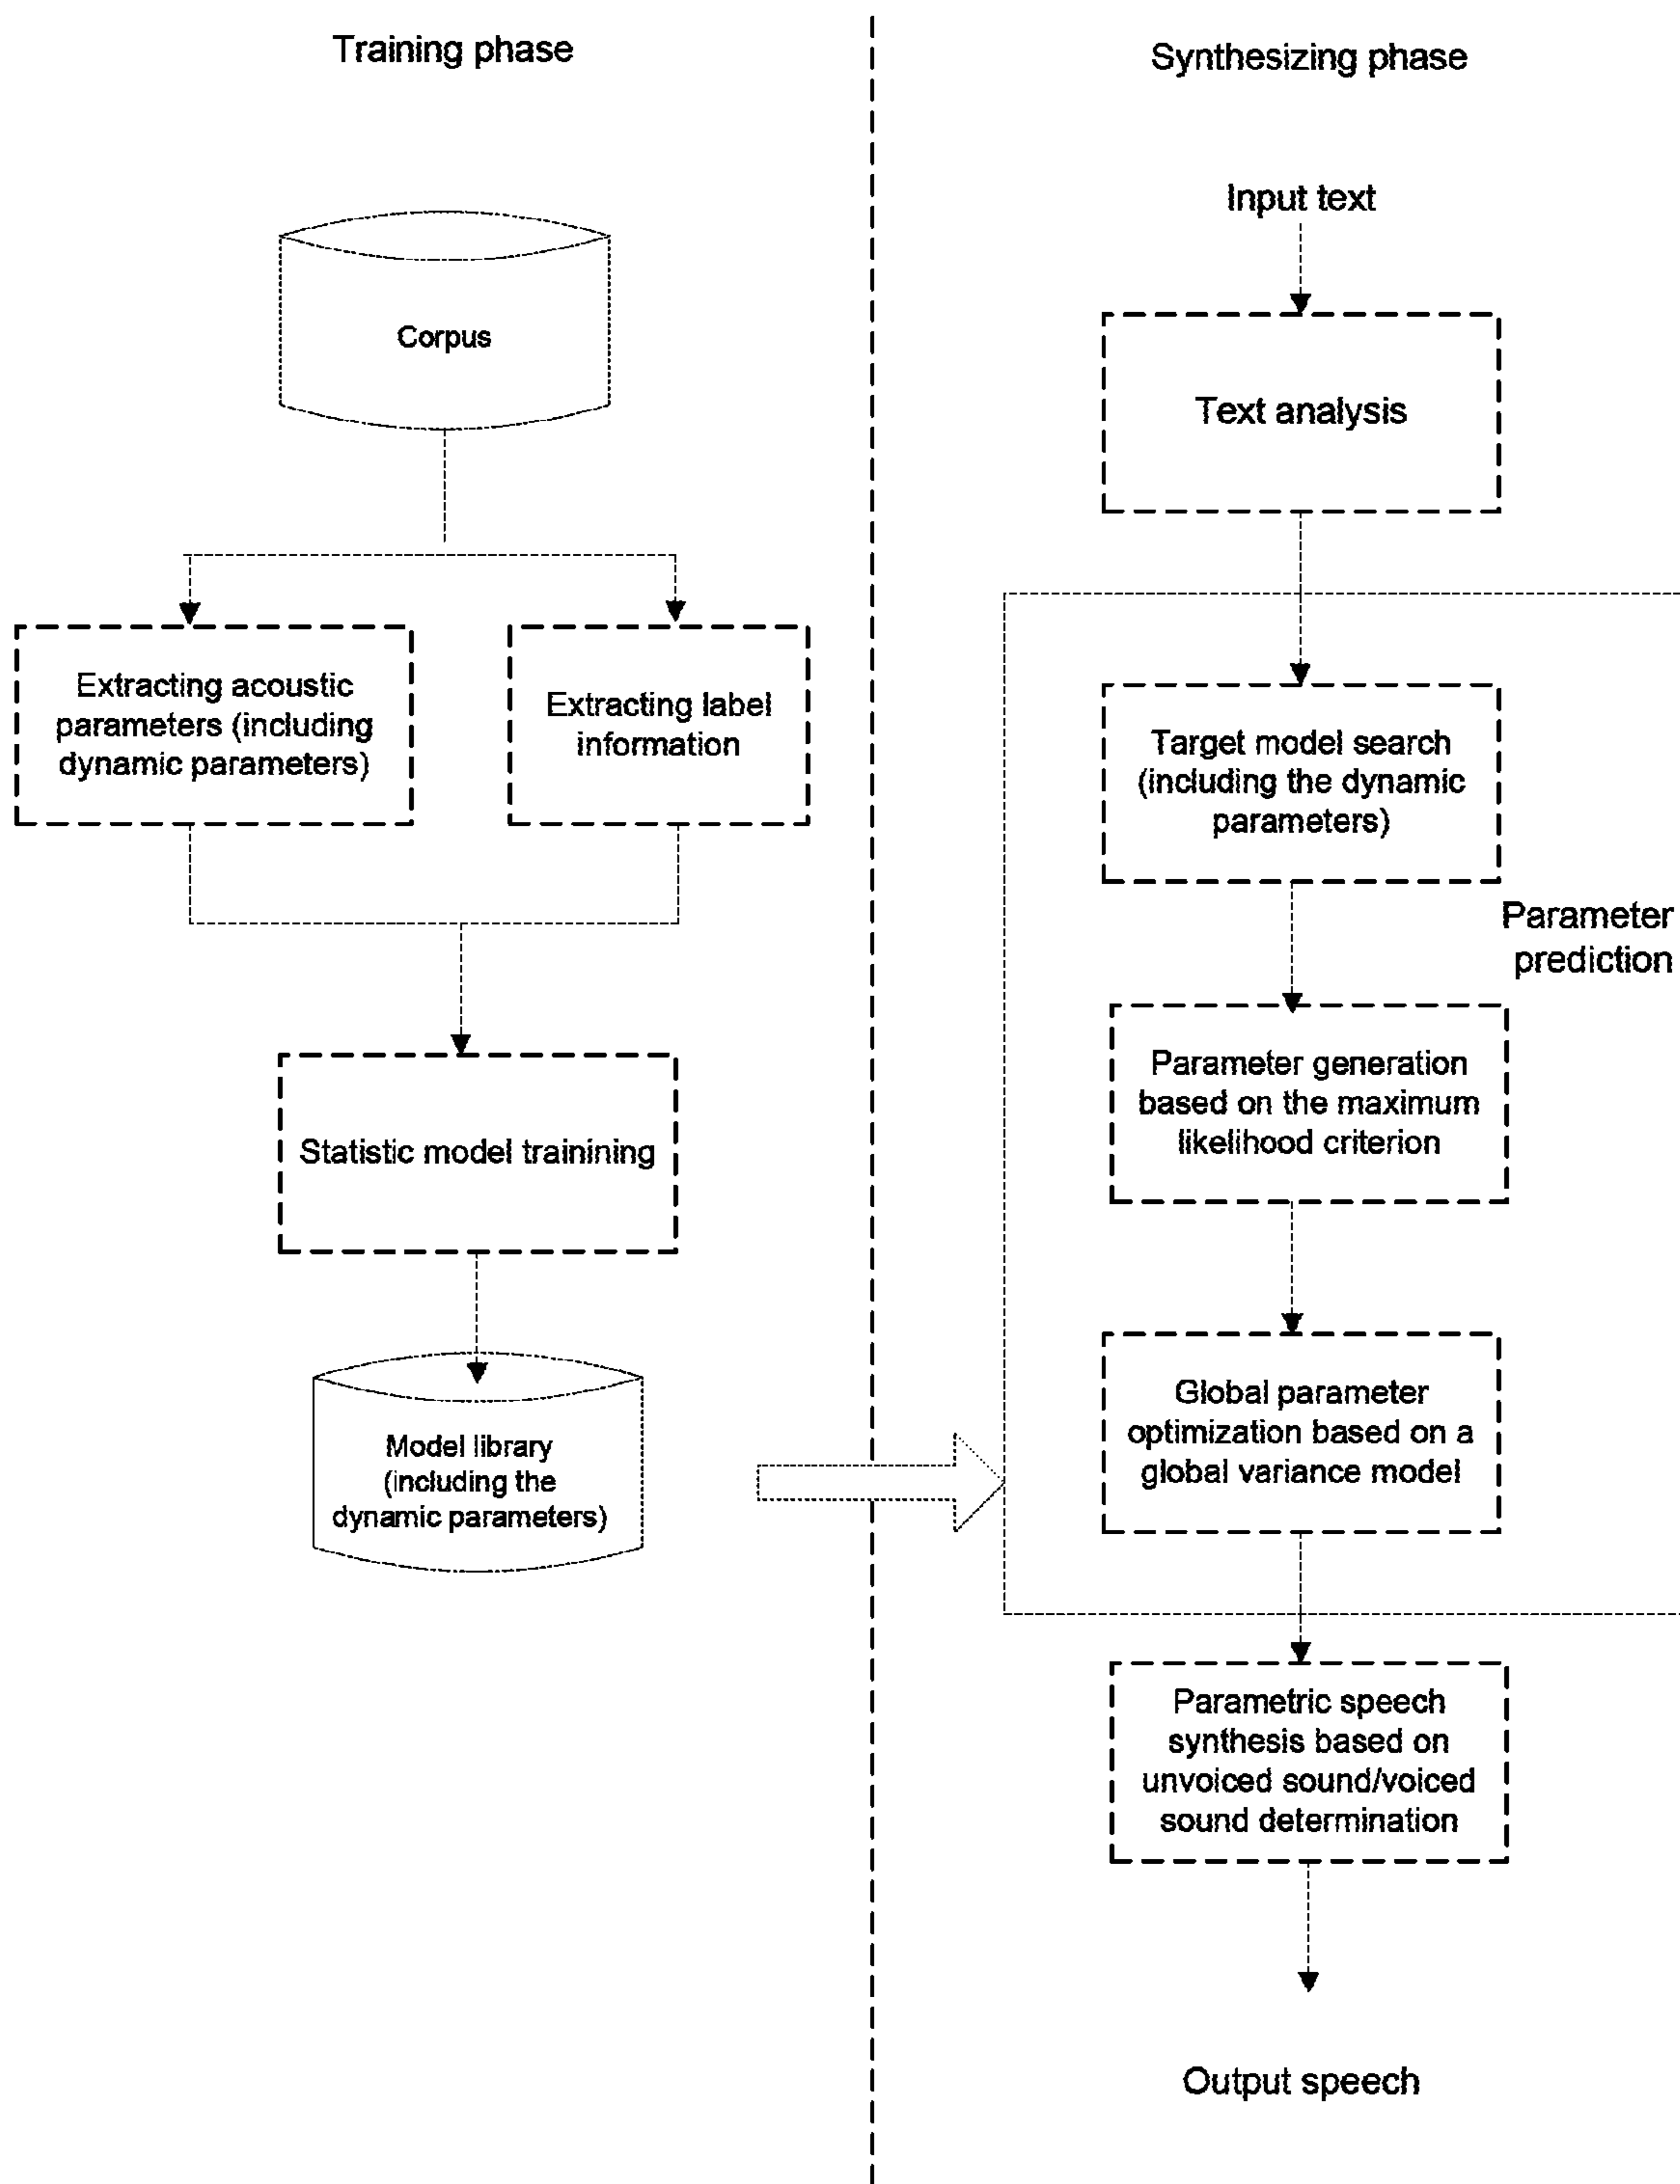 Training phase
Corpus
Extracting acoustic
parameters (including
dynamic parameters)
Extracting label
information
Statistic model trainining
Model library
(including the
dynamic parameters)
Synthesizing phase
Input text
Text analysis
Target model search
(including the dynamic
parameters)
Parameter
prediction
Parameter generation
based on the maximum
likelihood criterion
Global parameter
optimization based on a
global variance model
Parametric speech
synthesis based on
unvoiced sound/voiced
sound determination
Output speech